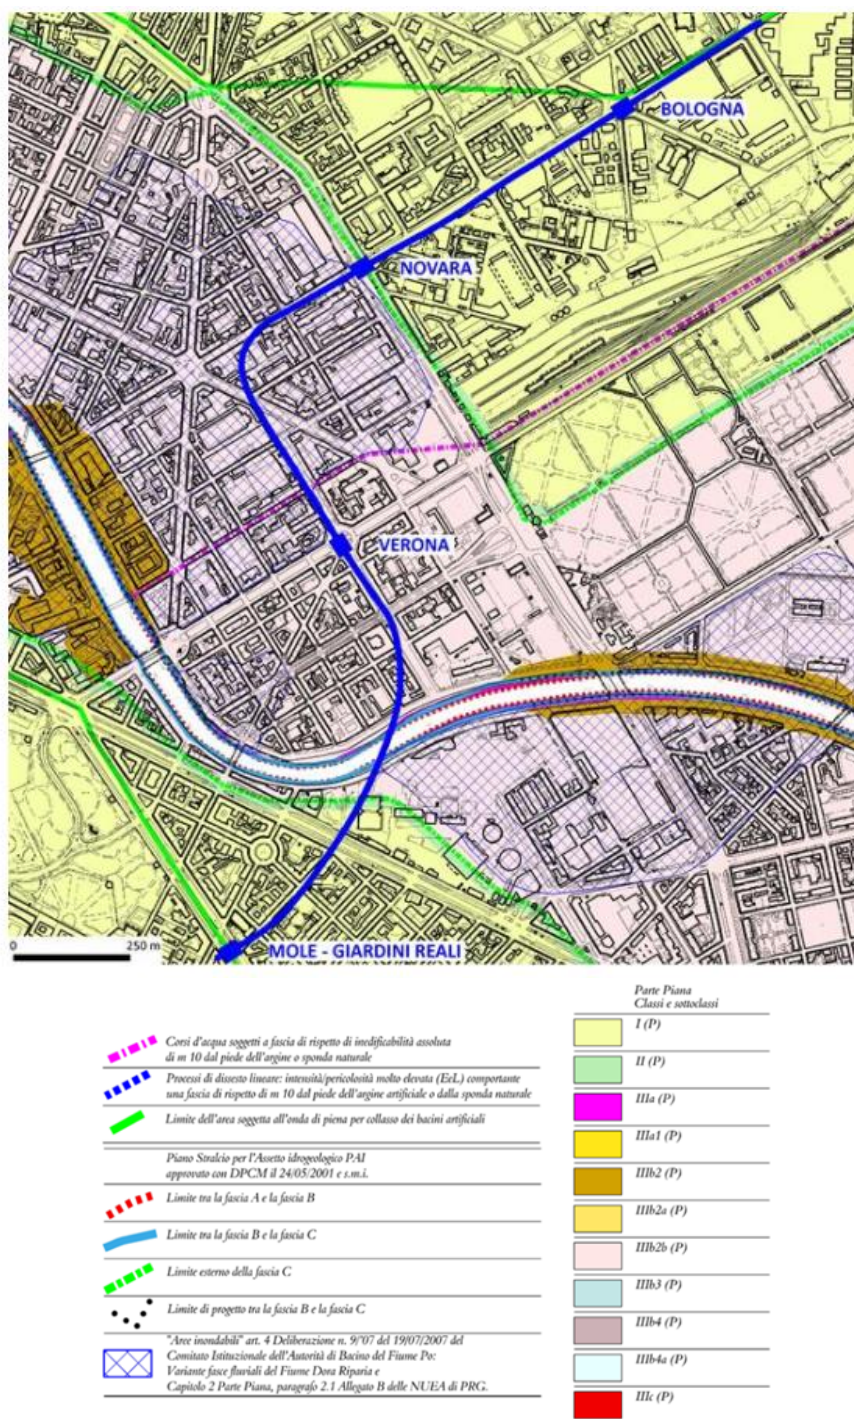 BOLOGNA
NOVARA
VERONA
0
250 m
MOLE - GIARDINI REALI
Corsi d'acqua soggetti a fascia di rispetto di inedificabilità assoluta
di m 10 dal piede dell'argine o sponda naturale
Processi di dissesto lineare: intensità/pericolosità molto elevata (EeL) comportante
una fascia di rispetto di m 10 dal piede dell'argine artificiale o dalla sponda naturale
Limite dell'area soggetta all'onda di piena per collasso dei bacini artificiali
Piano Stralcio per l'Assetto idrogeologico PAI
approvato con DPCM il 24/05/2001 e s.m.i.
Limite tra la fascia A e la fascia B
Limite tra la fascia B e la fascia C
Limite esterno della fascia C
Limite di progetto tra la fascia B e la fascia C
"Aree inondabili" art. 4 Deliberazione n. 9/'07 del 19/07/2007 del
Comitato Istituzionale dell'Autorità di Bacino del Fiume Po:
Variante fasce fluviali del Fiume Dora Riparia e
Capitolo 2 Parte Piana, paragrafo 2.1 Allegato B delle NUEA di PRG.
Parte Piana
Classi e sottoclassi
I (P)
II (P)
IIIa (P)
IIIa1 (P)
IIIb2 (P)
IIIb2a (P)
IIIb2b (P)
IIIb3 (P)
IIIb4 (P)
IIIb4a (P)
IIIc (P)